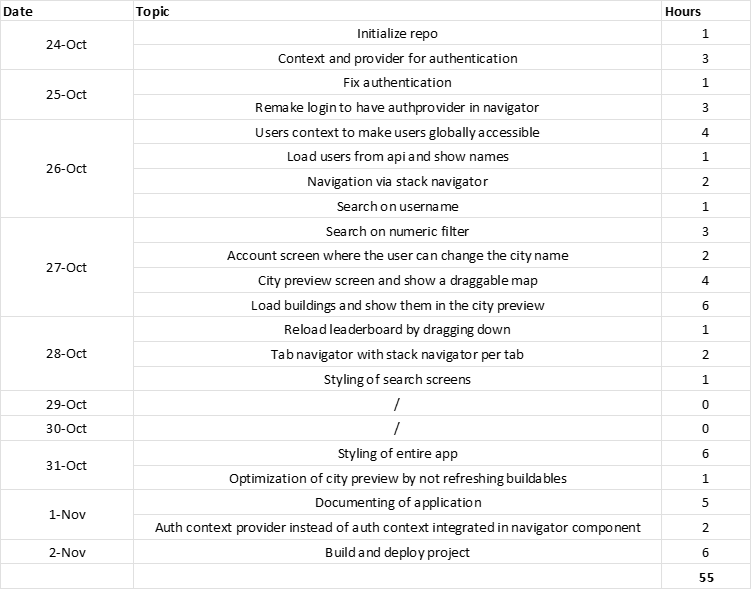 Date Topic Hours
24-Oct Initialize repo 1
Context and provider for authentication 3
25-Oct Fix authentication 1
Remake login to have authprovider in navigator 3
26-Oct Users context to make users globally accessible 4
Load users from api and show names 1
Navigation via stack navigator 2
Search on username 1
27-Oct Search on numeric filter 3
Account screen where the user can change the city name 2
City preview screen and show a draggable map 4
Load buildings and show them in the city preview 6
28-Oct Reload leaderboard by dragging down 1
Tab navigator with stack navigator per tab 2
Styling of search screens 1
29-Oct / 0
30-Oct / 0
31-Oct Styling of entire app 6
Optimization of city preview by not refreshing buildables 1
1-Nov Documenting of application 5
Auth context provider instead of auth context integrated in navigator component 2
2-Nov Build and deploy project 6
55